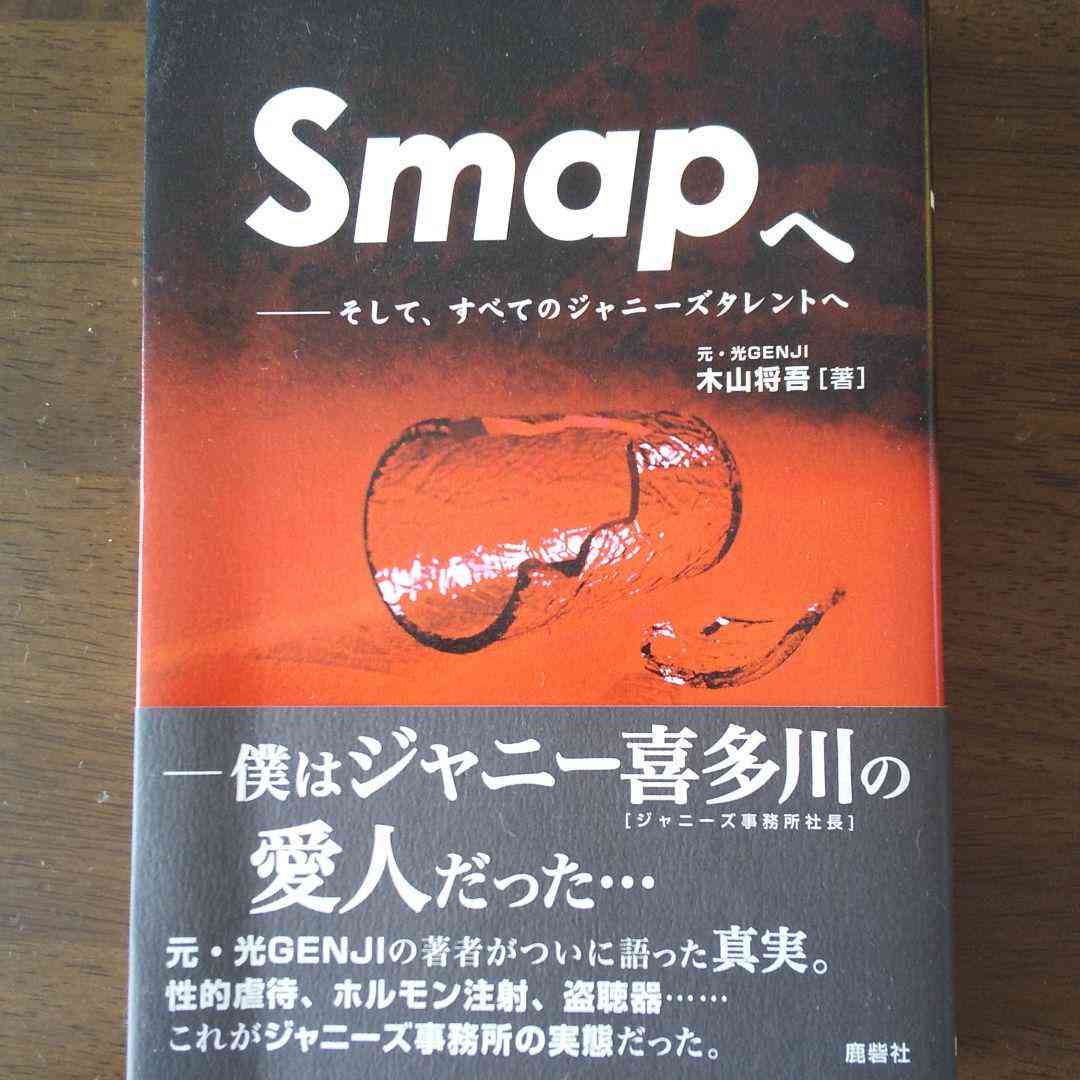 Smapへ
——そして、すべてのジャニーズタレントへ
元・光GENJI
木山将吾[著]
—僕はジャニー喜多川の
[ジャニーズ事務所社長]
愛人だった…
元・光GENJIの著者がついに語った真実。
性的虐待、ホルモン注射、盗聴器……
これがジャニーズ事務所の実態だった。
鹿砦社